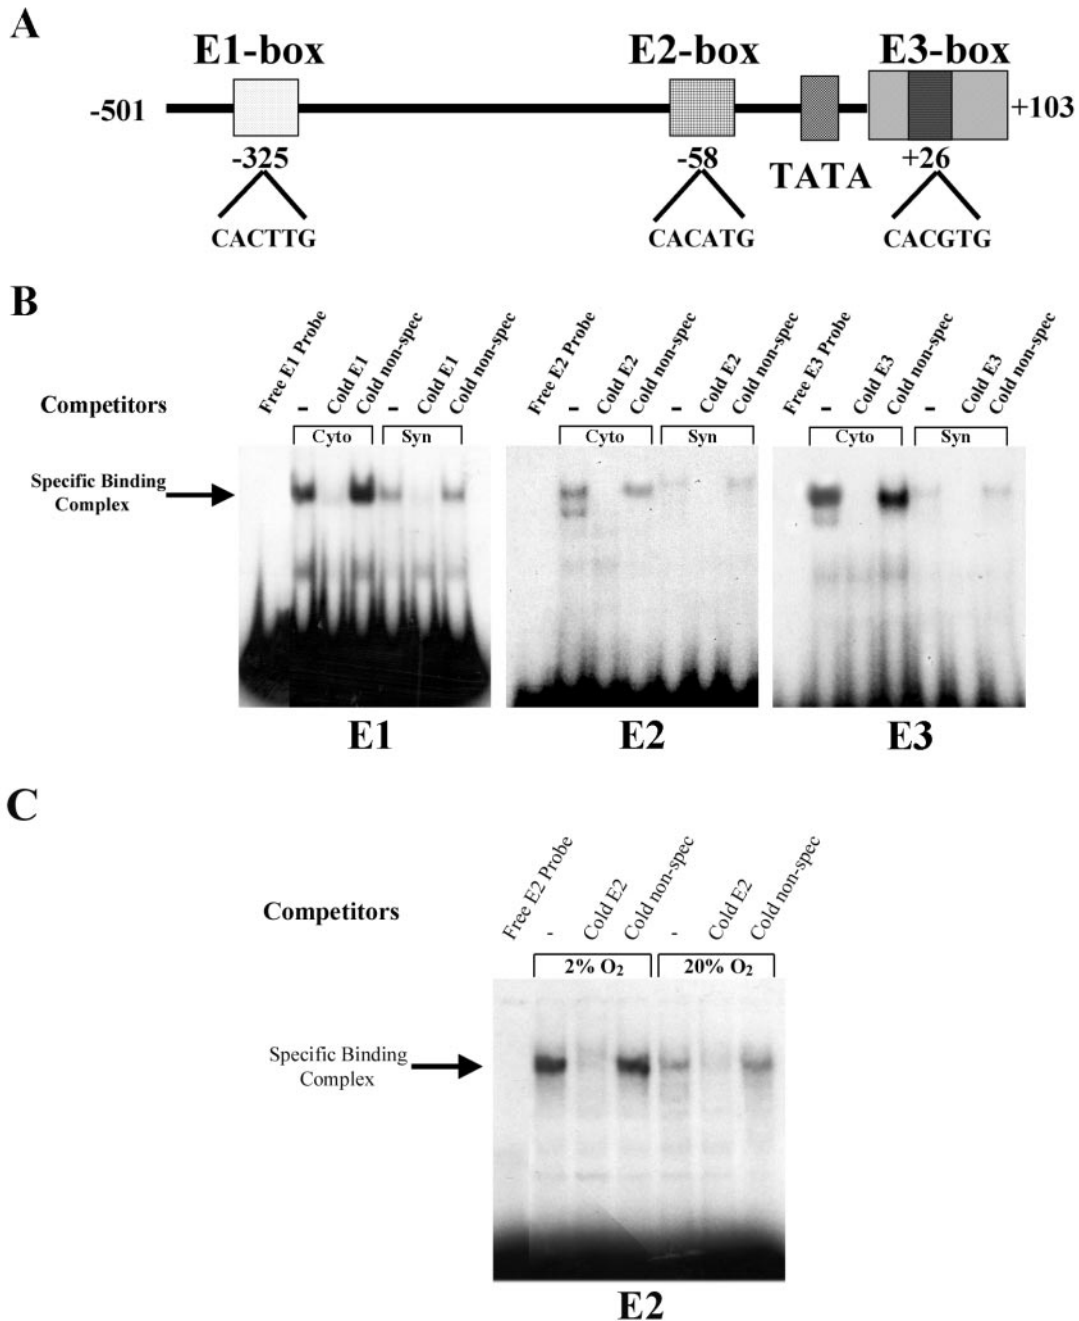 A
E1-box E2-box E3-box
-501 +103
-325 -58 TATA +26
CACTTG CACATG CACGTG
B
Competitors
Free E1 Probe - Cold E1 Cold non-spec - Cold E1 Cold non-spec
Free E2 Probe - Cold E2 Cold non-spec - Cold E2 Cold non-spec
Free E3 Probe - Cold E3 Cold non-spec - Cold E3 Cold non-spec
Cyto Syn Cyto Syn Cyto Syn
Specific Binding
Complex
E1 E2 E3
C
Competitors
Free E2 Probe - Cold E2 Cold non-spec - Cold E2 Cold non-spec
2% O₂ 20% O₂
Specific Binding
Complex
E2